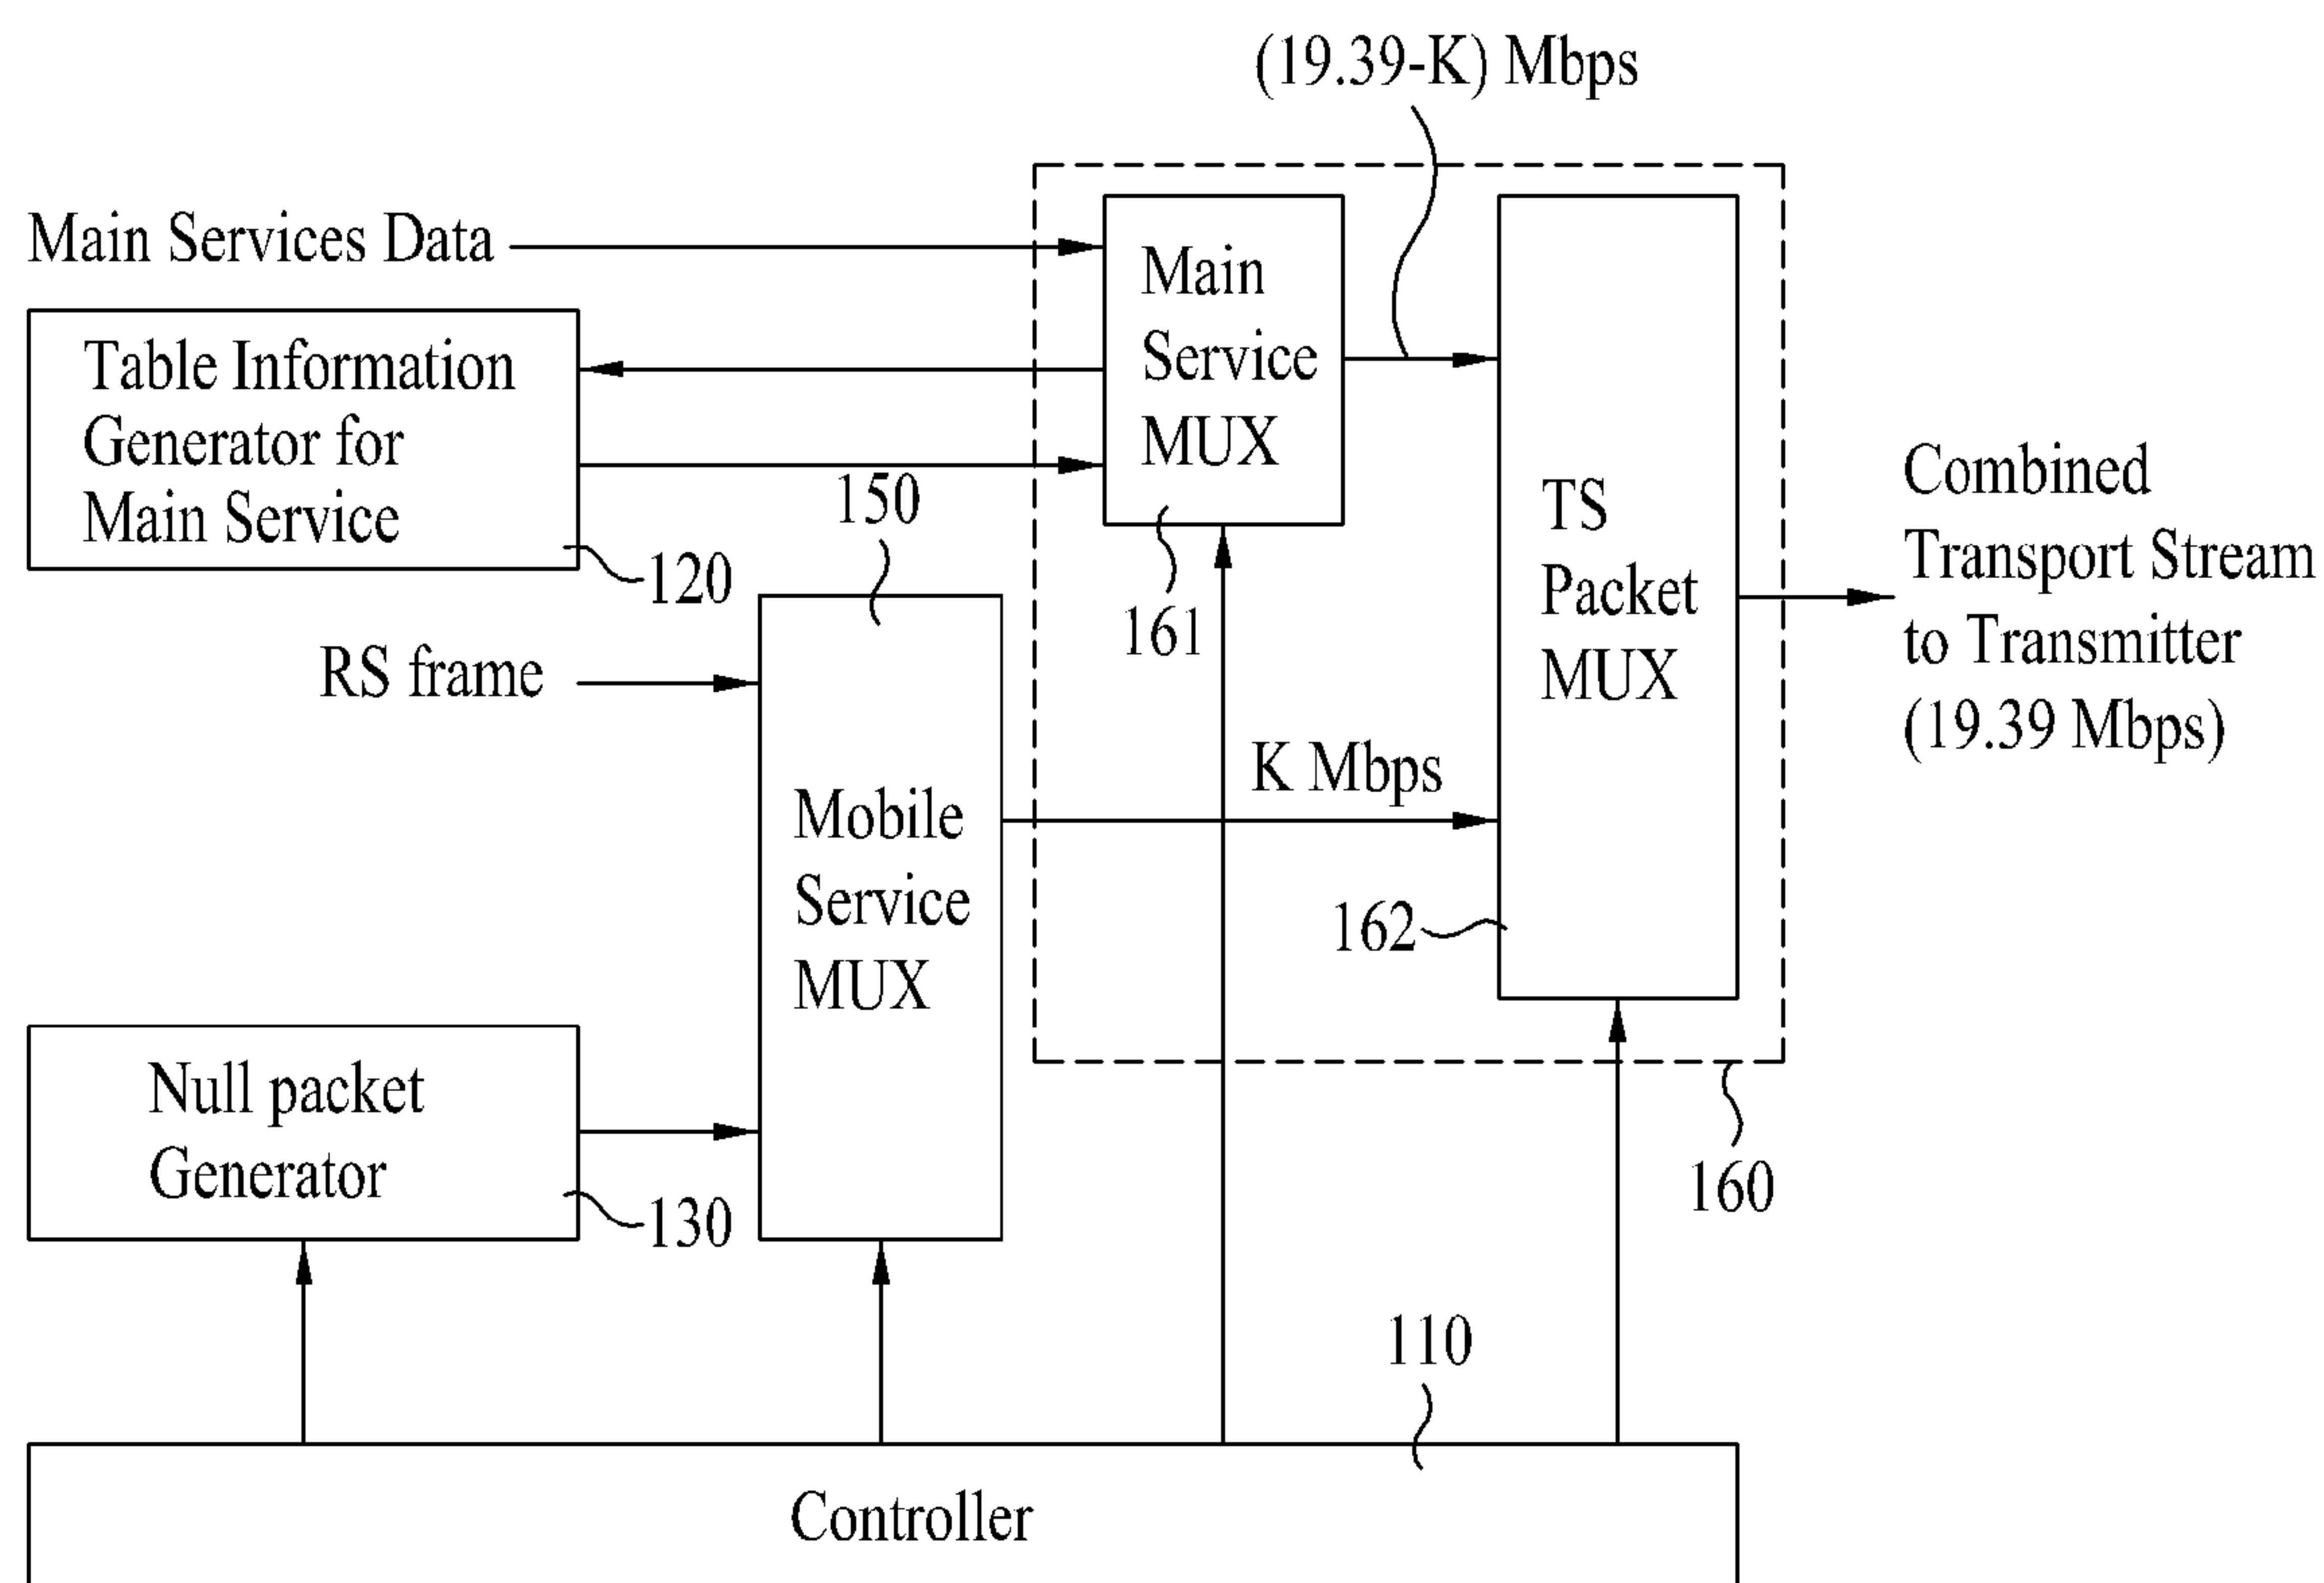 (19.39-K) Mbps
Main Services Data
Main
Service
MUX
Table Information
Generator for
Main Service
120
150
161
TS
Packet
MUX
Combined
Transport Stream
to Transmitter
(19.39 Mbps)
RS frame
K Mbps
Mobile
Service
MUX
162
Null packet
Generator
130
160
110
Controller